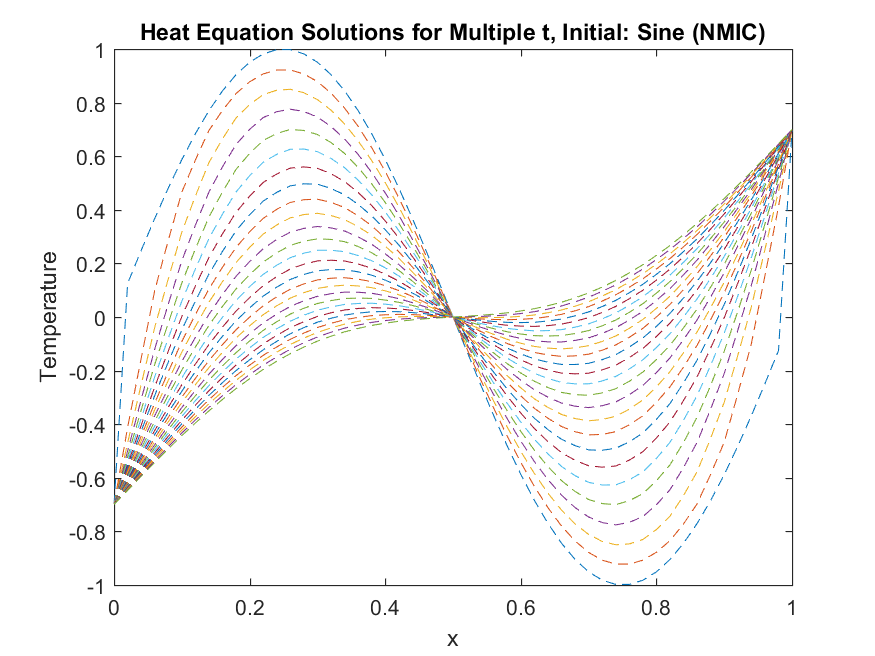 Heat Equation Solutions for Multiple t, Initial: Sine (NMIC)
1
0.8
0.6
0.4
0.2
0
-0.2
-0.4
-0.6
-0.8
-1
Temperature
0 0.2 0.4 0.6 0.8 1
x